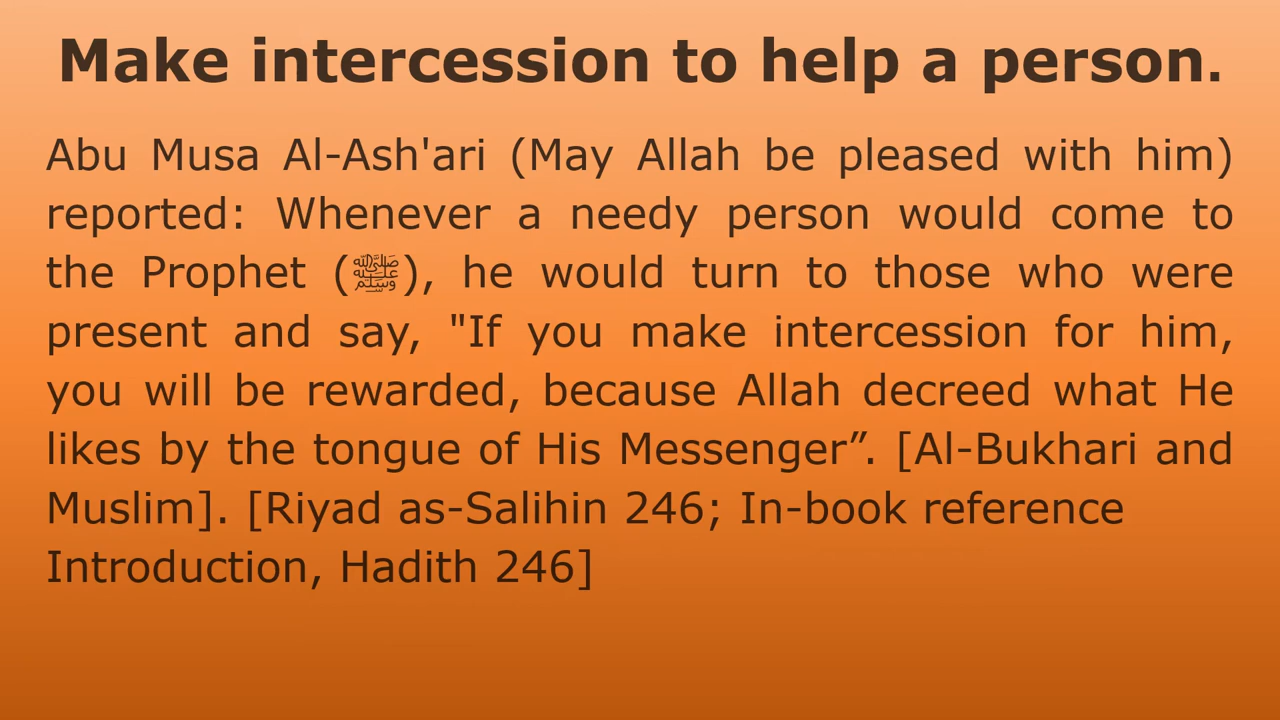 Make intercession to help a person.
Abu Musa Al-Ash'ari (May Allah be pleased with him)
reported: Whenever a needy person would come to
the Prophet (ﷺ), he would turn to those who were
present and say, "If you make intercession for him,
you will be rewarded, because Allah decreed what He
likes by the tongue of His Messenger”. [Al-Bukhari and
Muslim]. [Riyad as-Salihin 246; In-book reference
Introduction, Hadith 246]